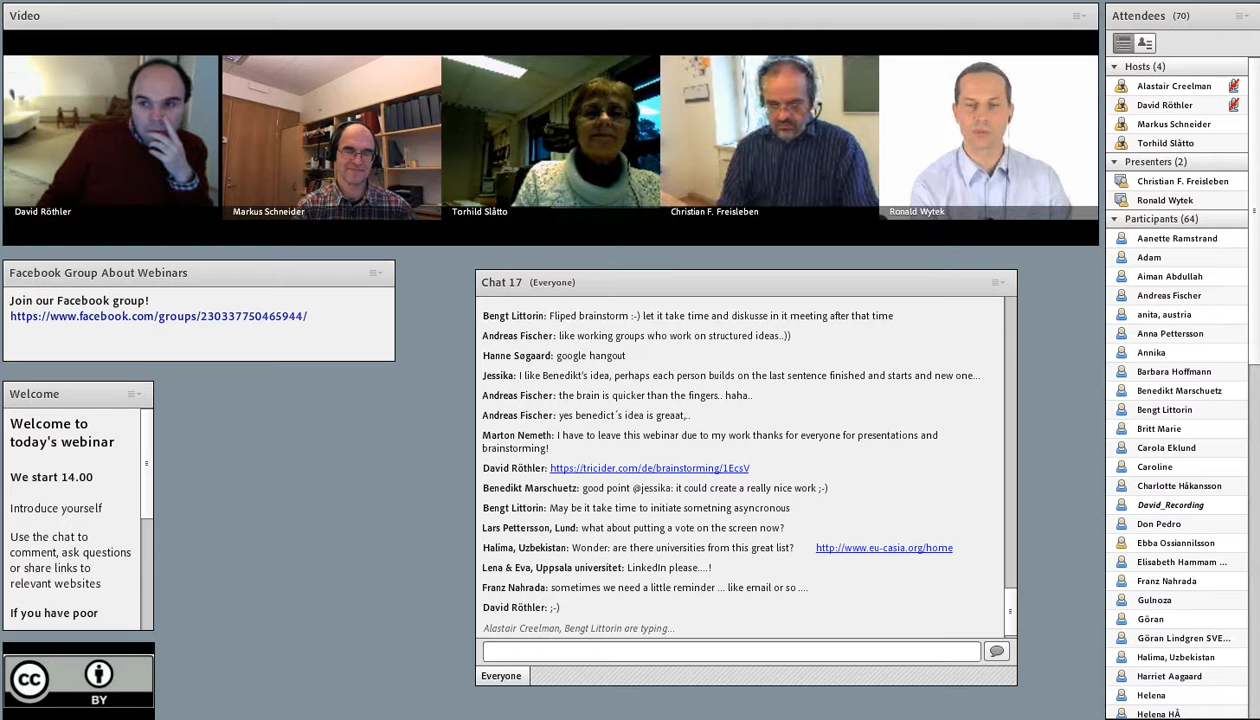 Video
David Röthler
Markus Schneider
Torhild Slåtto
Christian F. Freisleben
Ronald Wytek
Facebook Group About Webinars
Join our Facebook group!
https://www.facebook.com/groups/230337750465944/
Welcome
Welcome to
today's webinar
We start 14.00
Introduce yourself
Use the chat to
comment, ask questions
or share links to
relevant websites
If you have poor
CC
BY
Chat 17 (Everyone)
Bengt Littorin: Fliped brainstorm :-) let it take time and diskusse in it meeting after that time
Andreas Fischer: like working groups who work on structured ideas..))
Hanne Søgaard: google hangout
Jessika: I like Benedikt's idea, perhaps each person builds on the last sentence finished and starts and new one...
Andreas Fischer: the brain is quicker than the fingers.. haha..
Andreas Fischer: yes benedict´s idea is greaat,..
Marton Nemeth: I have to leave this webinar due to my work thanks for everyone for presentations and
brainstorming!
David Röthler: https://tricider.com/de/brainstorming/1EcsV
Benedikt Marschuetz: good point @jessika: it could create a really nice work ;-)
Bengt Littorin: May be it take time to initiate sometning asyncronous
Lars Pettersson, Lund: what about putting a vote on the screen now?
Halima, Uzbekistan: Wonder: are there universities from this great list? http://www.eu-casia.org/home
Lena & Eva, Uppsala universitet: LinkedIn please....!
Franz Nahrada: sometimes we need a little reminder ... like email or so ....
David Röthler: ;-)
Alastair Creelman, Bengt Littorin are typing...
Everyone
Attendees (70)
Hosts (4)
Alastair Creelman
David Röthler
Markus Schneider
Torhild Slåtto
Presenters (2)
Christian F. Freisleben
Ronald Wytek
Participants (64)
Aanette Ramstrand
Adam
Aiman Abdullah
Andreas Fischer
anita, austria
Anna Pettersson
Annika
Barbara Hoffmann
Benedikt Marschuetz
Bengt Littorin
Britt Marie
Carola Eklund
Caroline
Charlotte Håkansson
David_Recording
Don Pedro
Ebba Ossiannilsson
Elisabeth Hammam ...
Franz Nahrada
Gulnoza
Göran
Göran Lindgren SVE...
Halima, Uzbekistan
Harriet Aagaard
Helena
Helena HÅ